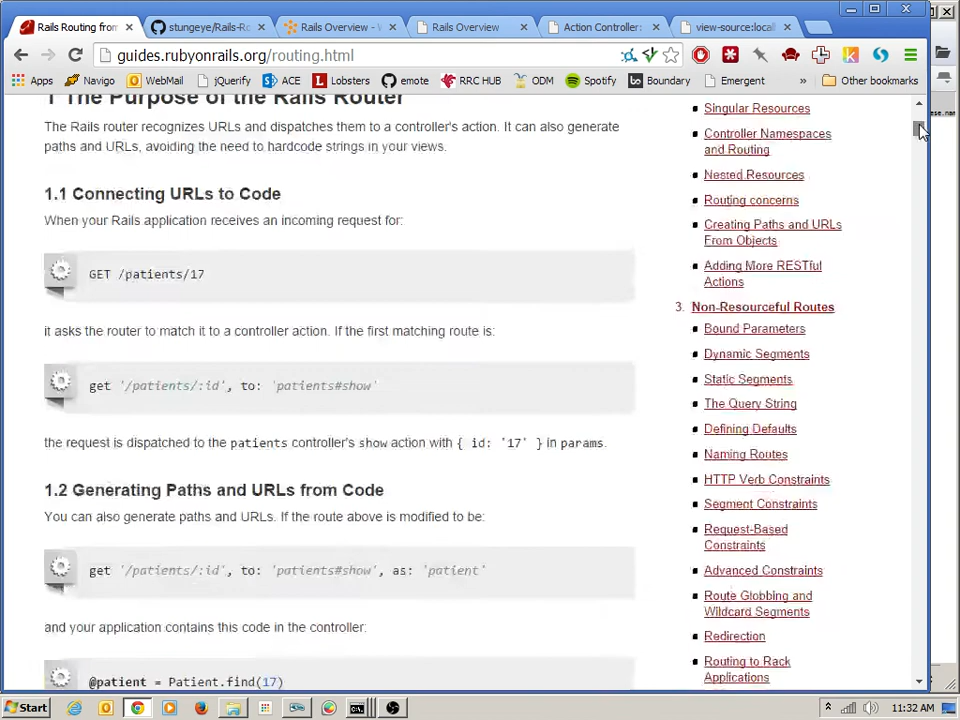 Rails Routing from
stungeye/Rails-Ro
Rails Overview - W
Rails Overview
Action Controller:
view-source:local
guides.rubyonrails.org/routing.html
Apps
Navigo
WebMail
jQuerify
ACE
Lobsters
emote
RRC HUB
ODM
Spotify
Boundary
Emergent
»
Other bookmarks
1 The Purpose of the Rails Router
The Rails router recognizes URLs and dispatches them to a controller's action. It can also generate
paths and URLs, avoiding the need to hardcode strings in your views.
1.1 Connecting URLs to Code
When your Rails application receives an incoming request for:
GET /patients/17
it asks the router to match it to a controller action. If the first matching route is:
get '/patients/:id', to: 'patients#show'
the request is dispatched to the patients controller's show action with { id: '17' } in params.
1.2 Generating Paths and URLs from Code
You can also generate paths and URLs. If the route above is modified to be:
get '/patients/:id', to: 'patients#show', as: 'patient'
and your application contains this code in the controller:
@patient = Patient.find(17)
Singular Resources
Controller Namespaces
and Routing
Nested Resources
Routing concerns
Creating Paths and URLs
From Objects
Adding More RESTful
Actions
3. Non-Resourceful Routes
Bound Parameters
Dynamic Segments
Static Segments
The Query String
Defining Defaults
Naming Routes
HTTP Verb Constraints
Segment Constraints
Request-Based
Constraints
Advanced Constraints
Route Globbing and
Wildcard Segments
Redirection
Routing to Rack
Applications
Start
11:32 AM